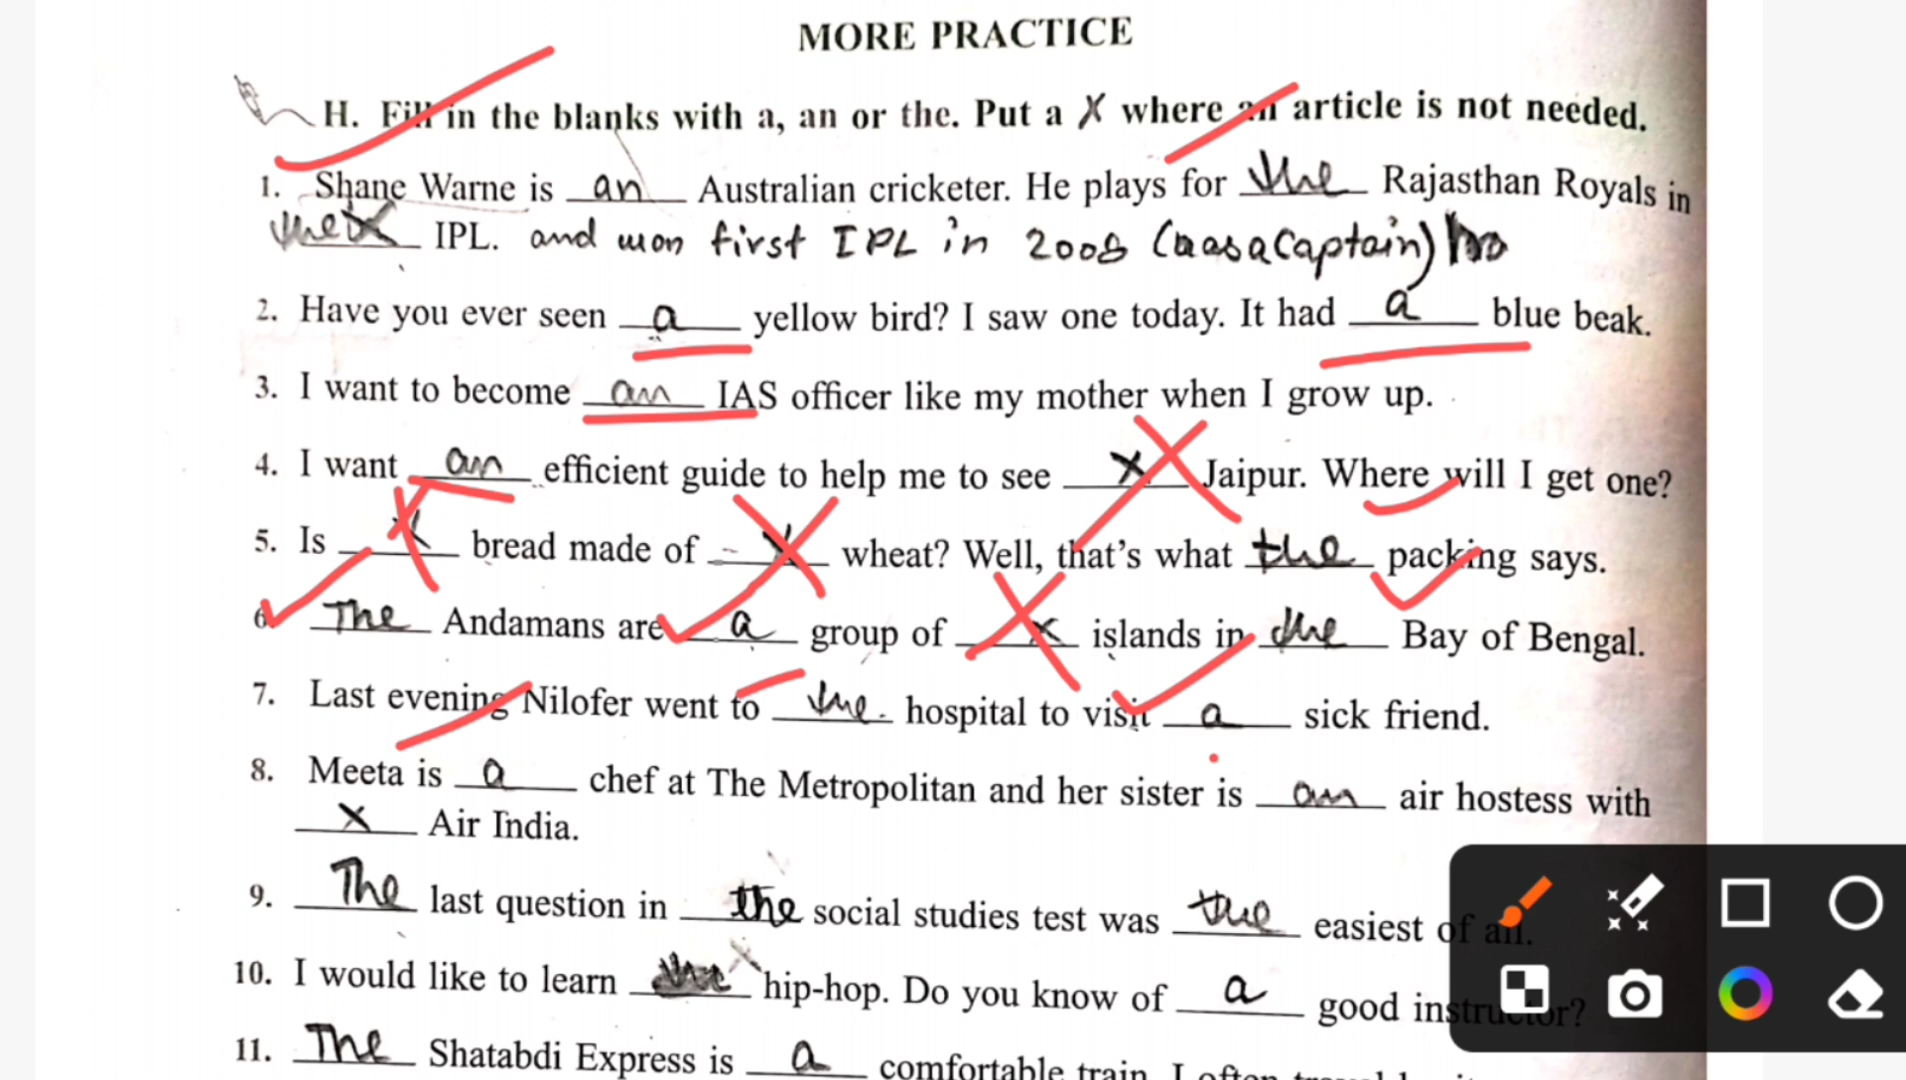 MORE PRACTICE
H. Fill in the blanks with a, an or the. Put a X where an article is not needed.
1. Shane Warne is an Australian cricketer. He plays for the Rajasthan Royals in
the X IPL. and won first IPL in 2008 (as a Captain)
2. Have you ever seen a yellow bird? I saw one today. It had a blue beak.
3. I want to become an IAS officer like my mother when I grow up.
4. I want an efficient guide to help me to see X Jaipur. Where will I get one?
5. Is X bread made of X wheat? Well, that's what the packing says.
6. The Andamans are a group of X islands in the Bay of Bengal.
7. Last evening Nilofer went to the hospital to visit a sick friend.
8. Meeta is a chef at The Metropolitan and her sister is an air hostess with
X Air India.
9. The last question in the social studies test was the easiest of all.
10. I would like to learn the X hip-hop. Do you know of a good instructor?
11. The Shatabdi Express is a comfortable train. I often